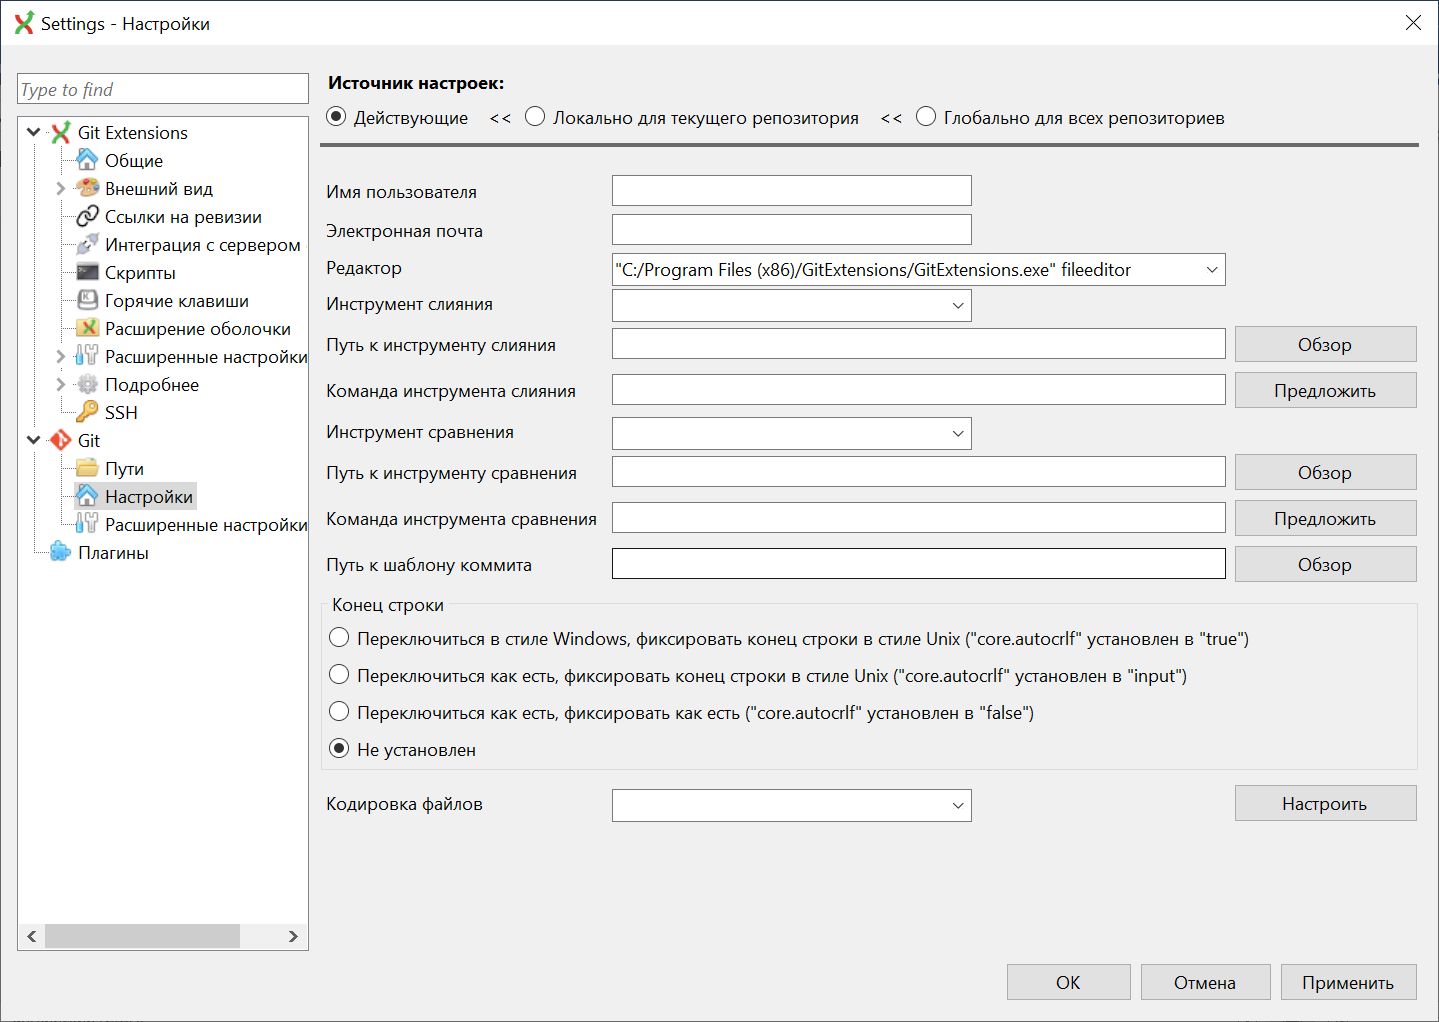 Settings - Настройки
Type to find
Git Extensions
Общие
Внешний вид
Ссылки на ревизии
Интеграция с сервером
Скрипты
Горячие клавиши
Расширение оболочки
Расширенные настройки
Подробнее
SSH
Git
Пути
Настройки
Расширенные настройки
Плагины
Источник настроек:
Действующие << Локально для текущего репозитория << Глобально для всех репозиториев
Имя пользователя
Электронная почта
Редактор "C:/Program Files (x86)/GitExtensions/GitExtensions.exe" fileeditor
Инструмент слияния
Путь к инструменту слияния Обзор
Команда инструмента слияния Предложить
Инструмент сравнения
Путь к инструменту сравнения Обзор
Команда инструмента сравнения Предложить
Путь к шаблону коммита Обзор
Конец строки
Переключиться в стиле Windows, фиксировать конец строки в стиле Unix ("core.autocrlf" установлен в "true")
Переключиться как есть, фиксировать конец строки в стиле Unix ("core.autocrlf" установлен в "input")
Переключиться как есть, фиксировать как есть ("core.autocrlf" установлен в "false")
Не установлен
Кодировка файлов Настроить
OK Отмена Применить